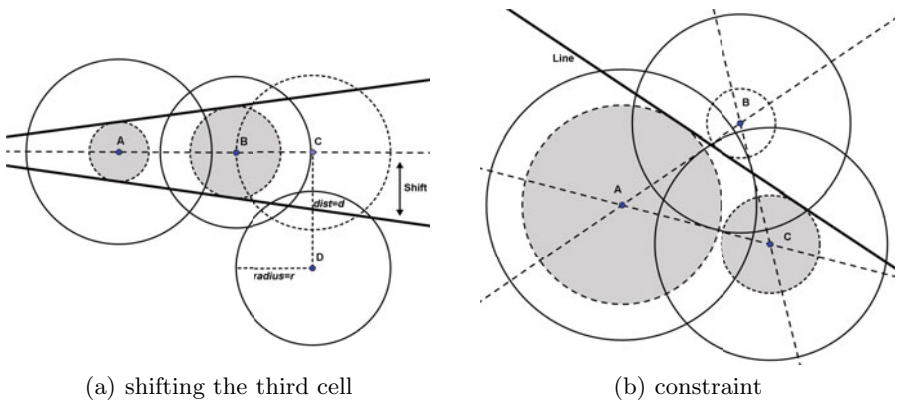 A
B
C
Shift
dist=d
D
radius=r
Line
B
A
C
(a) shifting the third cell
(b) constraint